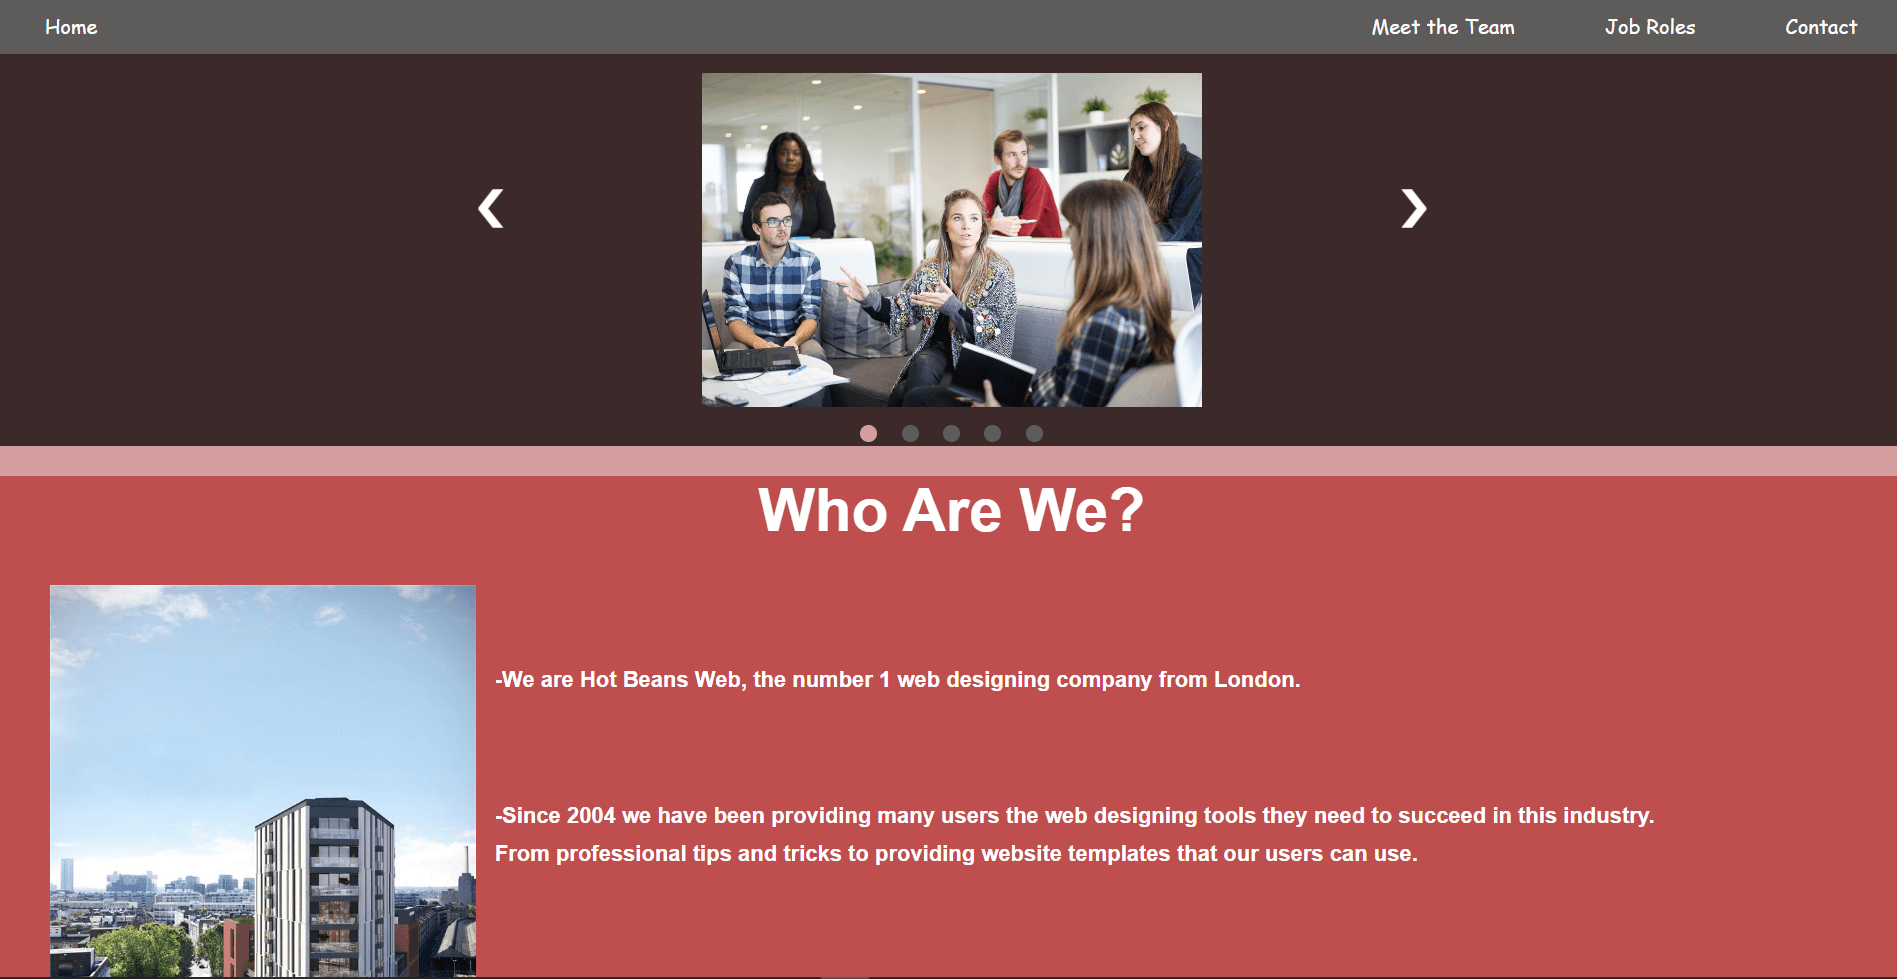 Home
Meet the Team
Job Roles
Contact
Who Are We?
-We are Hot Beans Web, the number 1 web designing company from London.
-Since 2004 we have been providing many users the web designing tools they need to succeed in this industry.
From professional tips and tricks to providing website templates that our users can use.